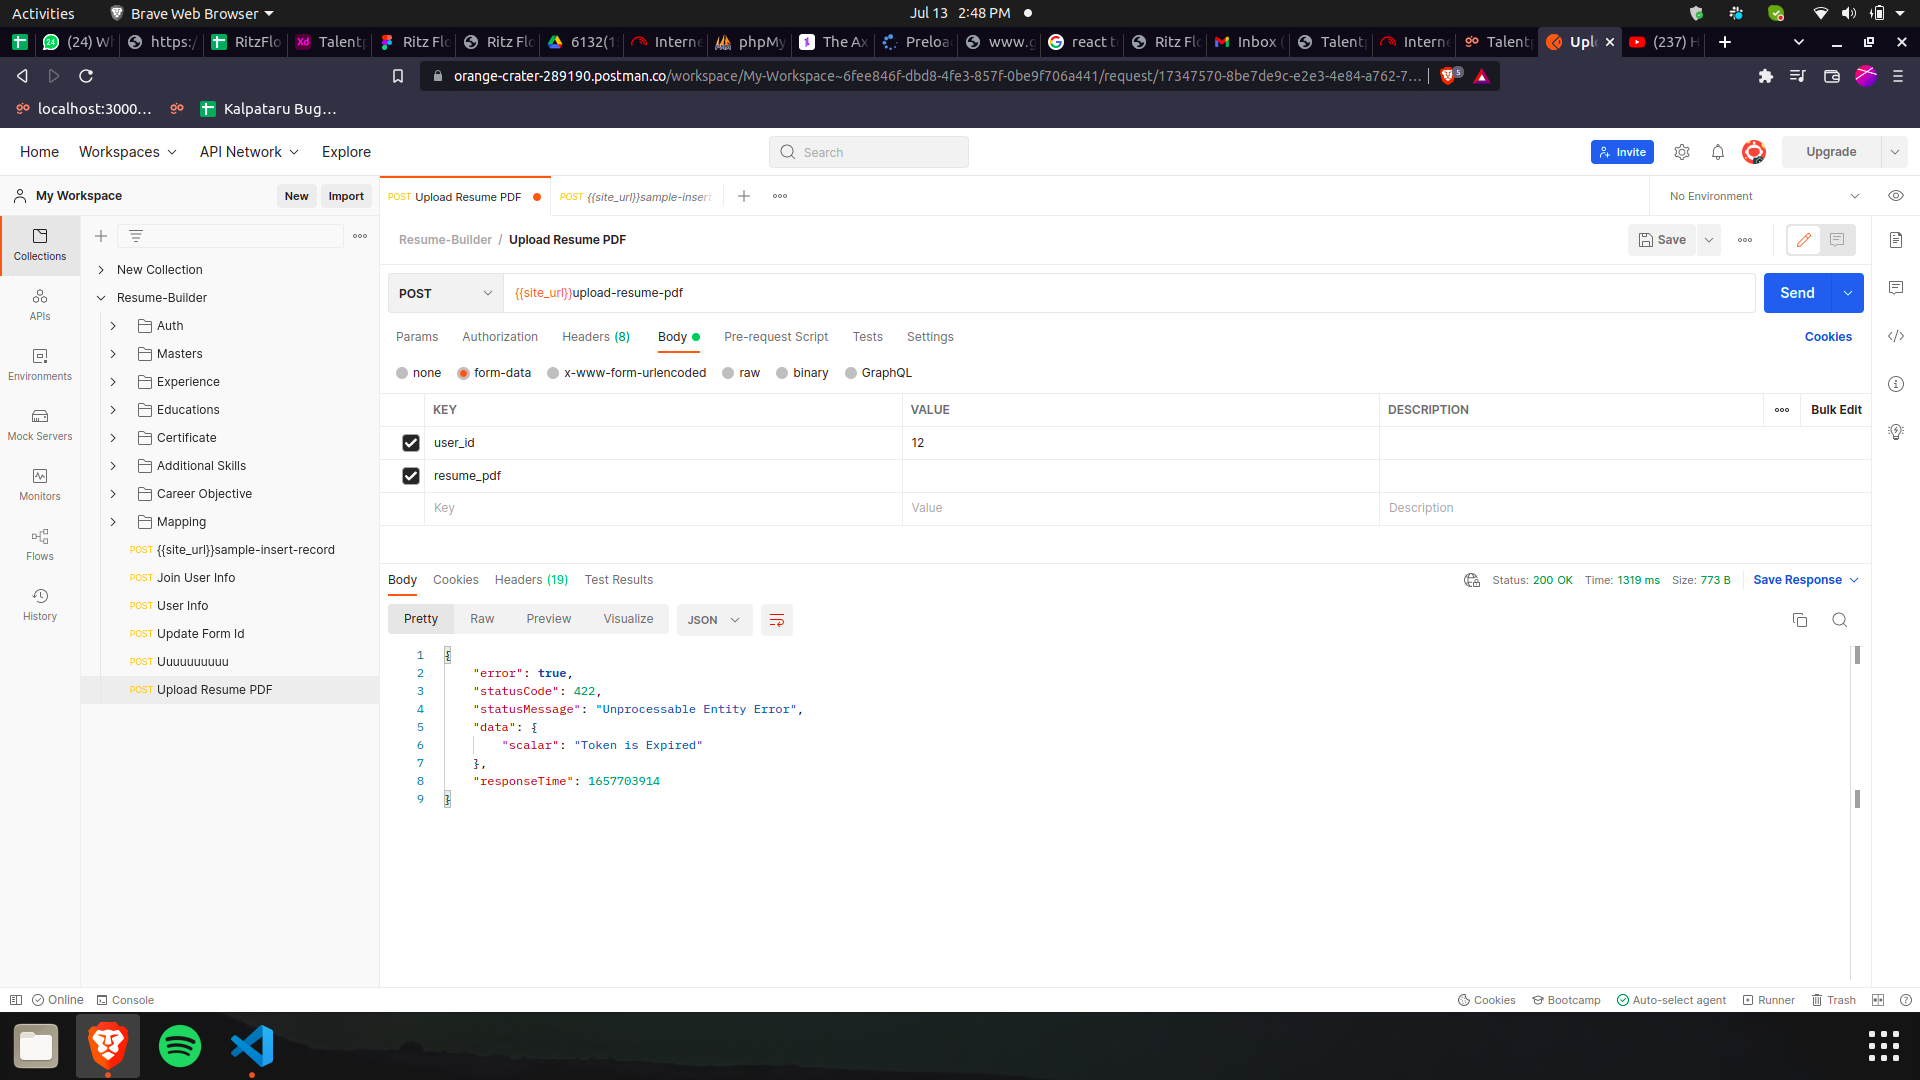 Activities
Brave Web Browser
Jul 13 2:48 PM
(24) Wh
https:/
RitzFlo
Talentp
Ritz Flo
Ritz Flo
6132(1
Interne
phpMy
The Ax
Preload
www.g
react t
Ritz Flo
Inbox (
Talentp
Interne
Talentp
Uplo
(237) H
orange-crater-289190.postman.co/workspace/My-Workspace~6fee846f-dbd8-4fe3-857f-0be9f706a441/request/17347570-8be7de9c-e2e3-4e84-a762-7...
5
localhost:3000...
Kalpataru Bug...
Home
Workspaces
API Network
Explore
Search
Invite
Upgrade
My Workspace
New
Import
POST Upload Resume PDF
POST {{site_url}}sample-insert
No Environment
Collections
APIs
Environments
Mock Servers
Monitors
Flows
History
New Collection
Resume-Builder
Auth
Masters
Experience
Educations
Certificate
Additional Skills
Career Objective
Mapping
POST {{site_url}}sample-insert-record
POST Join User Info
POST User Info
POST Update Form Id
POST Uuuuuuuuuu
POST Upload Resume PDF
Resume-Builder / Upload Resume PDF
Save
POST
{{site_url}}upload-resume-pdf
Send
Params
Authorization
Headers (8)
Body
Pre-request Script
Tests
Settings
Cookies
none
form-data
x-www-form-urlencoded
raw
binary
GraphQL
KEY
VALUE
DESCRIPTION
Bulk Edit
user_id
12
resume_pdf
Key
Value
Description
Body
Cookies
Headers (19)
Test Results
Status: 200 OK
Time: 1319 ms
Size: 773 B
Save Response
Pretty
Raw
Preview
Visualize
JSON
1 {
2 "error": true,
3 "statusCode": 422,
4 "statusMessage": "Unprocessable Entity Error",
5 "data": {
6 "scalar": "Token is Expired"
7 },
8 "responseTime": 1657703914
9 }
Online
Console
Cookies
Bootcamp
Auto-select agent
Runner
Trash